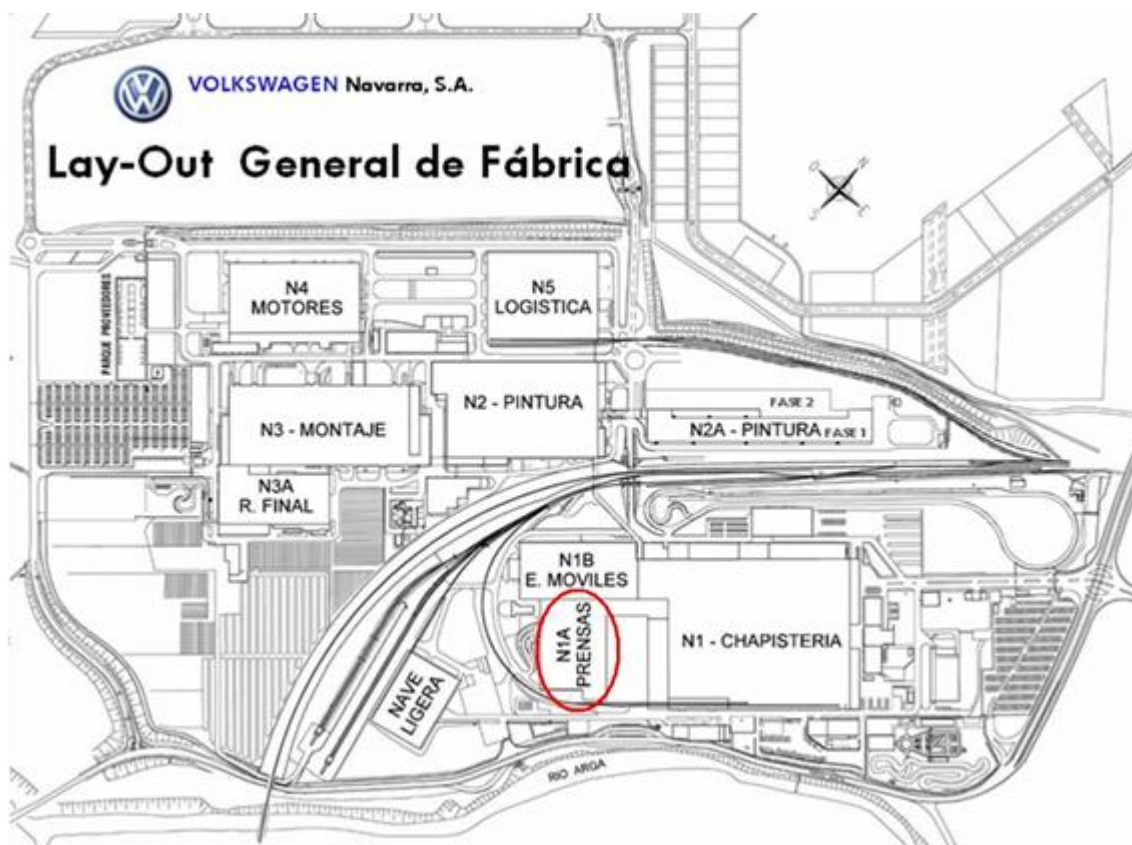 VOLKSWAGEN Navarra, S.A.
Lay-Out General de Fábrica
N
O
E
S
N4
MOTORES
N5
LOGISTICA
PARQUE PROVEEDORES
N2 - PINTURA
FASE 2
N2A - PINTURA FASE 1
N3 - MONTAJE
N3A
R. FINAL
N1B
E. MOVILES
N1A
PRENSAS
N1 - CHAPISTERIA
NAVE
LIGERA
RIO ARGA